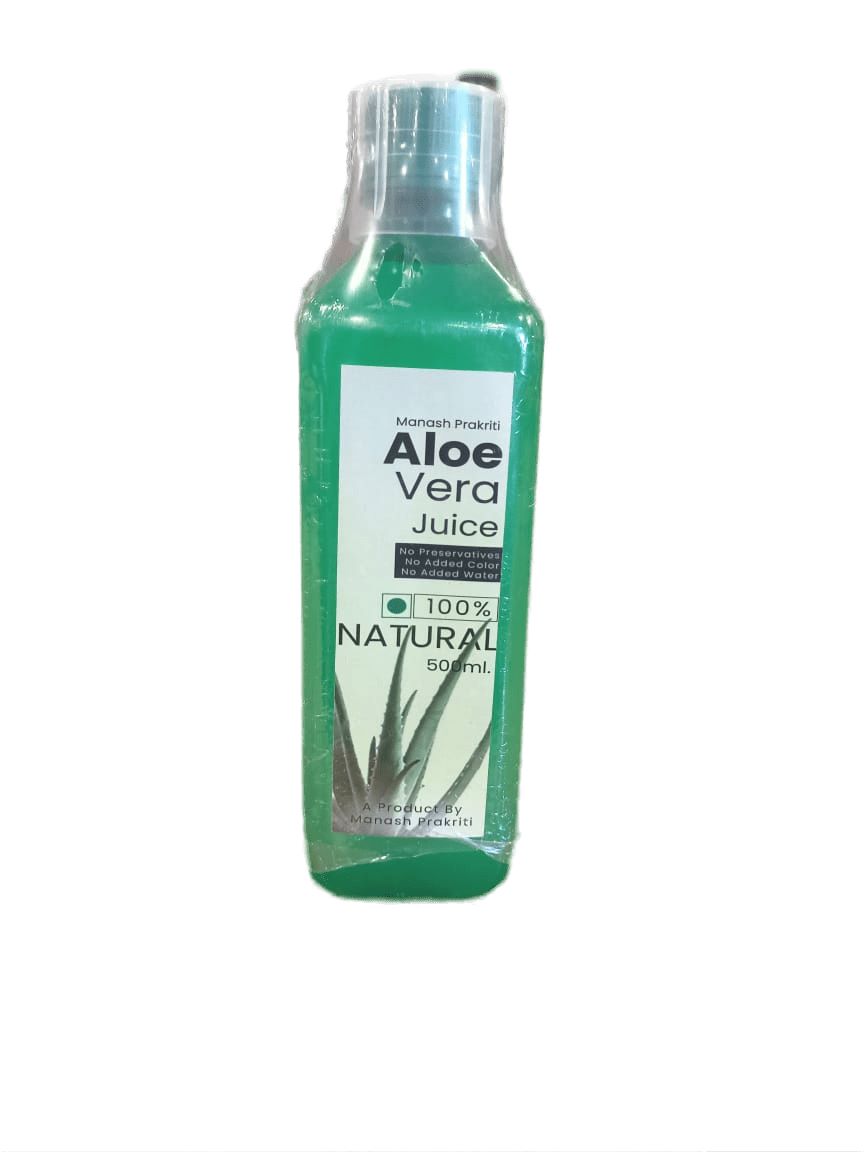 Manash Prakriti
Aloe
Vera
Juice
No Preservatives
No Added Color
No Added Water
100%
NATURAL
500ml.
A Product By
Manash Prakriti